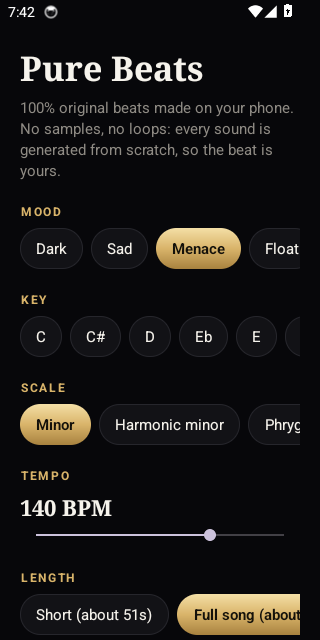 7:42
Pure Beats
100% original beats made on your phone.
No samples, no loops: every sound is
generated from scratch, so the beat is
yours.
MOOD
Dark Sad Menace Float
KEY
C C# D Eb E
SCALE
Minor Harmonic minor Phryg
TEMPO
140 BPM
LENGTH
Short (about 51s) Full song (about